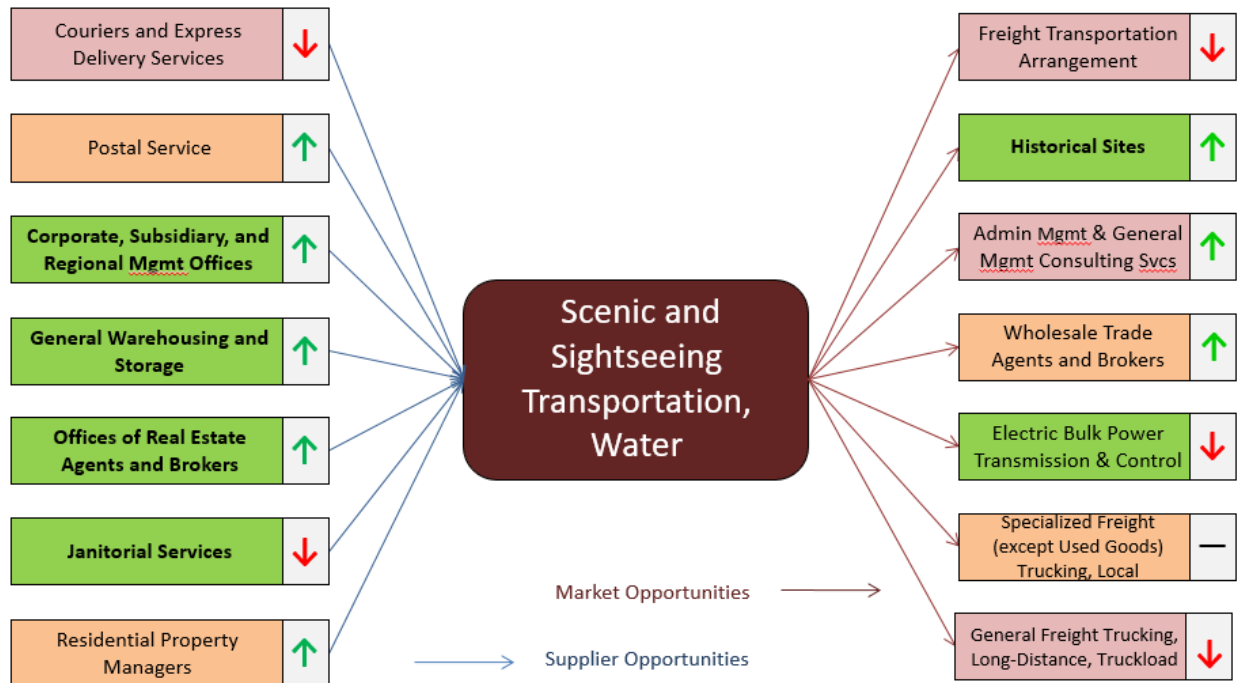 Couriers and Express
Delivery Services
Postal Service
Corporate, Subsidiary, and
Regional Mgmt Offices
General Warehousing and
Storage
Offices of Real Estate
Agents and Brokers
Janitorial Services
Residential Property
Managers
Scenic and
Sightseeing
Transportation,
Water
Market Opportunities
Supplier Opportunities
Freight Transportation
Arrangement
Historical Sites
Admin Mgmt & General
Mgmt Consulting Svcs
Wholesale Trade
Agents and Brokers
Electric Bulk Power
Transmission & Control
Specialized Freight
(except Used Goods)
Trucking, Local
General Freight Trucking,
Long-Distance, Truckload